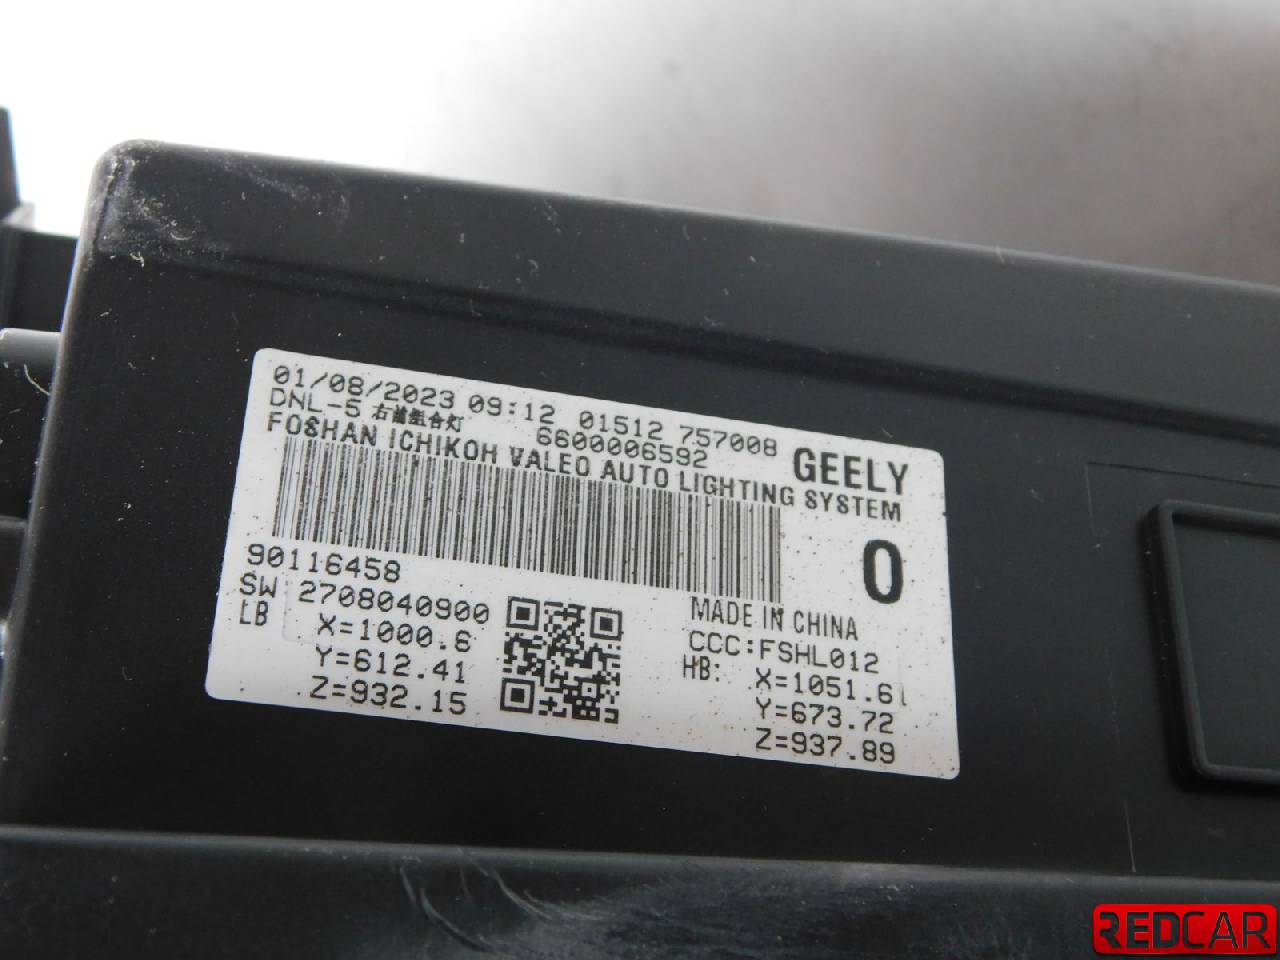 01/08/2023 09:12 01512 757008
DNL-5 右前组合灯 6600006592 GEELY
FOSHAN ICHIKOH VALEO AUTO LIGHTING SYSTEM
0
90116458
SW 2708040900
LB X=1000.6
Y=612.41
Z=932.15
MADE IN CHINA
CCC:FSHL012
HB: X=1051.61
Y=673.72
Z=937.89
REDCAR